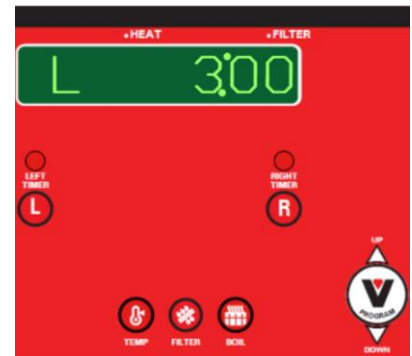 •HEAT •FILTER
L 3:00
LEFT TIMER
RIGHT TIMER
L
R
UP
V
PROGRAM
TEMP FILTER BOIL
DOWN